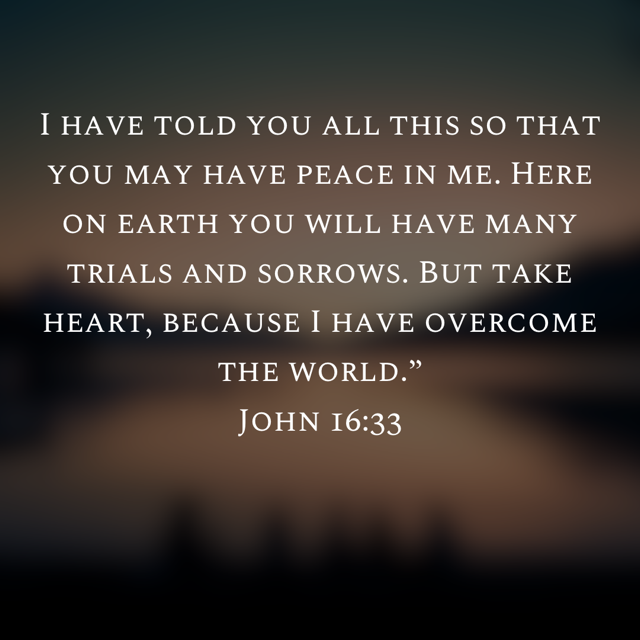 I have told you all this so that
you may have peace in me. Here
on earth you will have many
trials and sorrows. But take
heart, because I have overcome
the world.”
John 16:33